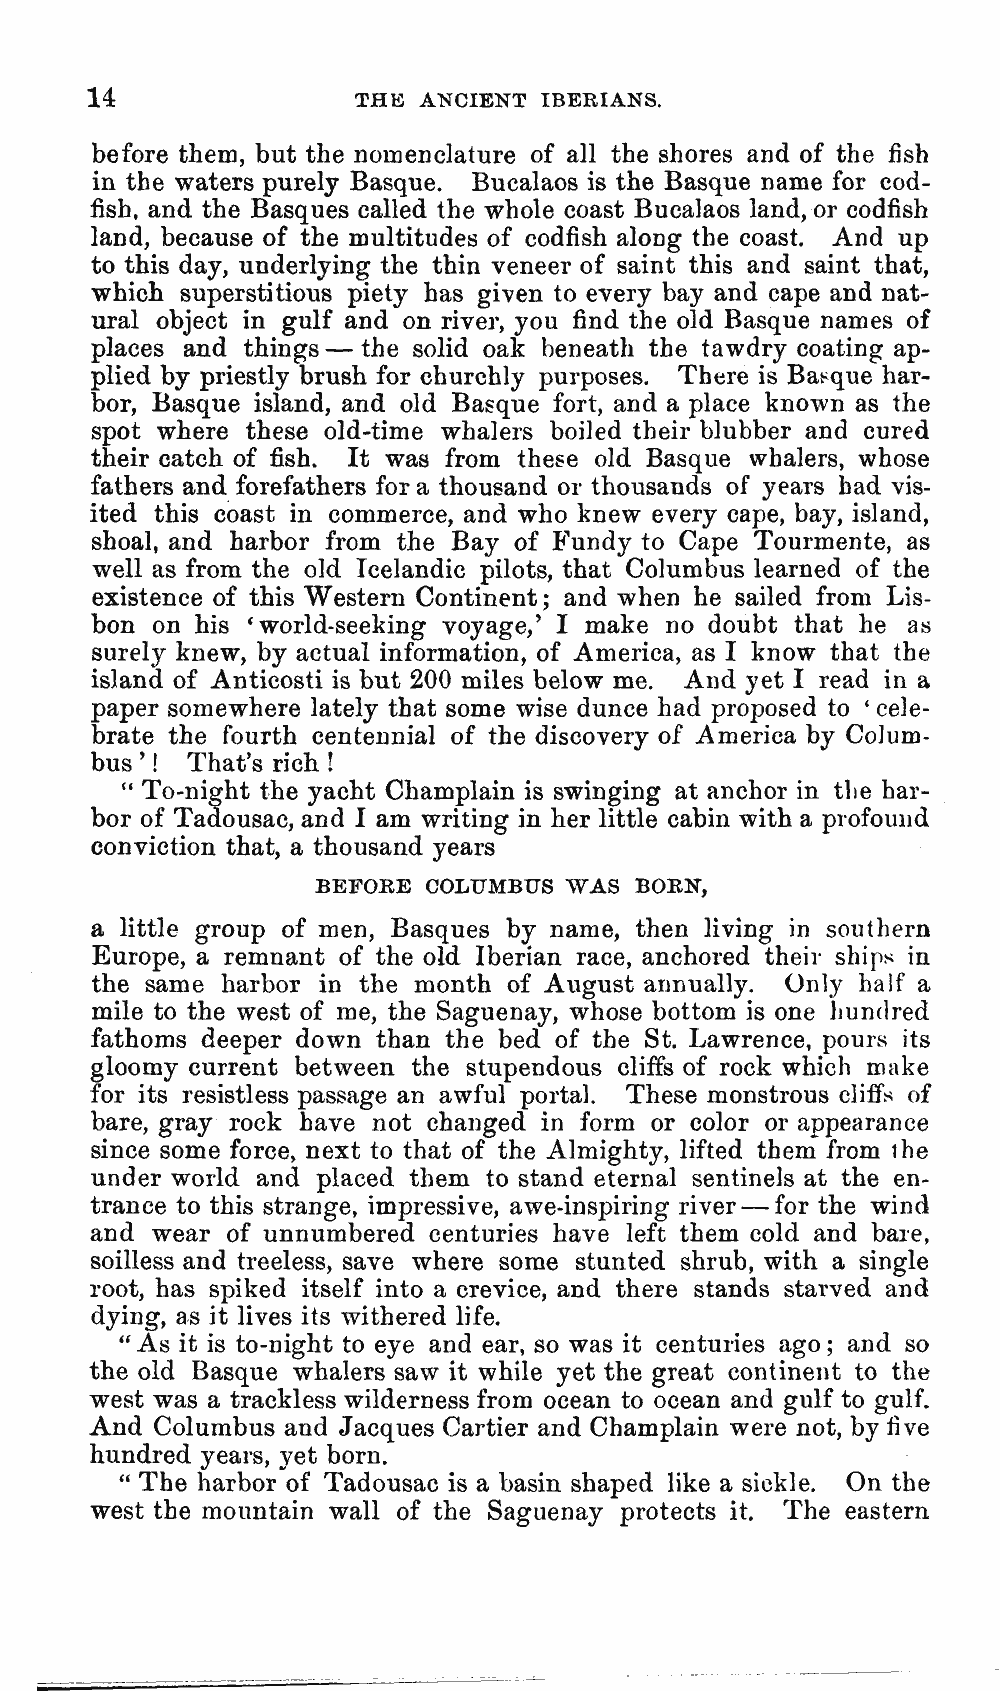 14 THE ANCIENT IBERIANS.
before them, but the nomenclature of all the shores and of the fish
in the waters purely Basque. Bucalaos is the Basque name for cod-
fish, and the Basques called the whole coast Bucalaos land, or codfish
land, because of the multitudes of codfish along the coast. And up
to this day, underlying the thin veneer of saint this and saint that,
which superstitious piety has given to every bay and cape and nat-
ural object in gulf and on river, you find the old Basque names of
places and things — the solid oak beneath the tawdry coating ap-
plied by priestly brush for churchly purposes. There is Basque har-
bor, Basque island, and old Basque fort, and a place known as the
spot where these old-time whalers boiled their blubber and cured
their catch of fish. It was from these old Basque whalers, whose
fathers and forefathers for a thousand or thousands of years had vis-
ited this coast in commerce, and who knew every cape, bay, island,
shoal, and harbor from the Bay of Fundy to Cape Tourmente, as
well as from the old Icelandic pilots, that Columbus learned of the
existence of this Western Continent; and when he sailed from Lis-
bon on his ‘world-seeking voyage,’ I make no doubt that he as
surely knew, by actual information, of America, as I know that the
island of Anticosti is but 200 miles below me. And yet I read in a
paper somewhere lately that some wise dunce had proposed to ‘cele-
brate the fourth centennial of the discovery of America by Colum-
bus’! That's rich!
“To-night the yacht Champlain is swinging at anchor in the har-
bor of Tadousac, and I am writing in her little cabin with a profound
conviction that, a thousand years
BEFORE COLUMBUS WAS BORN,
a little group of men, Basques by name, then living in southern
Europe, a remnant of the old Iberian race, anchored their ships in
the same harbor in the month of August annually. Only half a
mile to the west of me, the Saguenay, whose bottom is one hundred
fathoms deeper down than the bed of the St. Lawrence, pours its
gloomy current between the stupendous cliffs of rock which make
for its resistless passage an awful portal. These monstrous cliffs of
bare, gray rock have not changed in form or color or appearance
since some force, next to that of the Almighty, lifted them from the
under world and placed them to stand eternal sentinels at the en-
trance to this strange, impressive, awe-inspiring river — for the wind
and wear of unnumbered centuries have left them cold and bare,
soilless and treeless, save where some stunted shrub, with a single
root, has spiked itself into a crevice, and there stands starved and
dying, as it lives its withered life.
“As it is to-night to eye and ear, so was it centuries ago; and so
the old Basque whalers saw it while yet the great continent to the
west was a trackless wilderness from ocean to ocean and gulf to gulf.
And Columbus and Jacques Cartier and Champlain were not, by five
hundred years, yet born.
“The harbor of Tadousac is a basin shaped like a sickle. On the
west the mountain wall of the Saguenay protects it. The eastern